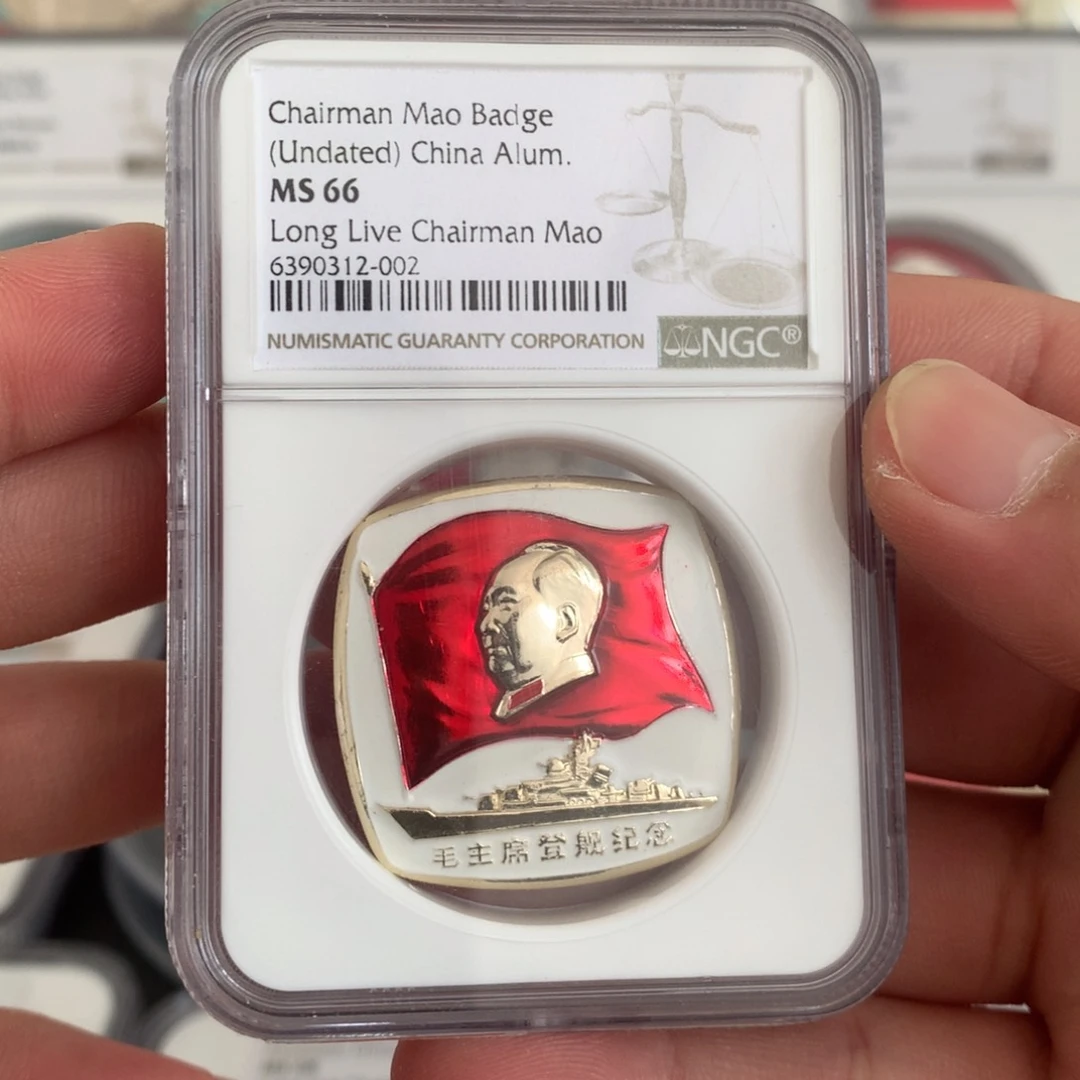 Chairman Mao Badge
(Undated) China Alum.
MS 66
Long Live Chairman Mao
6390312-002
NUMISMATIC GUARANTY CORPORATION
NGC®
毛主席登舰纪念